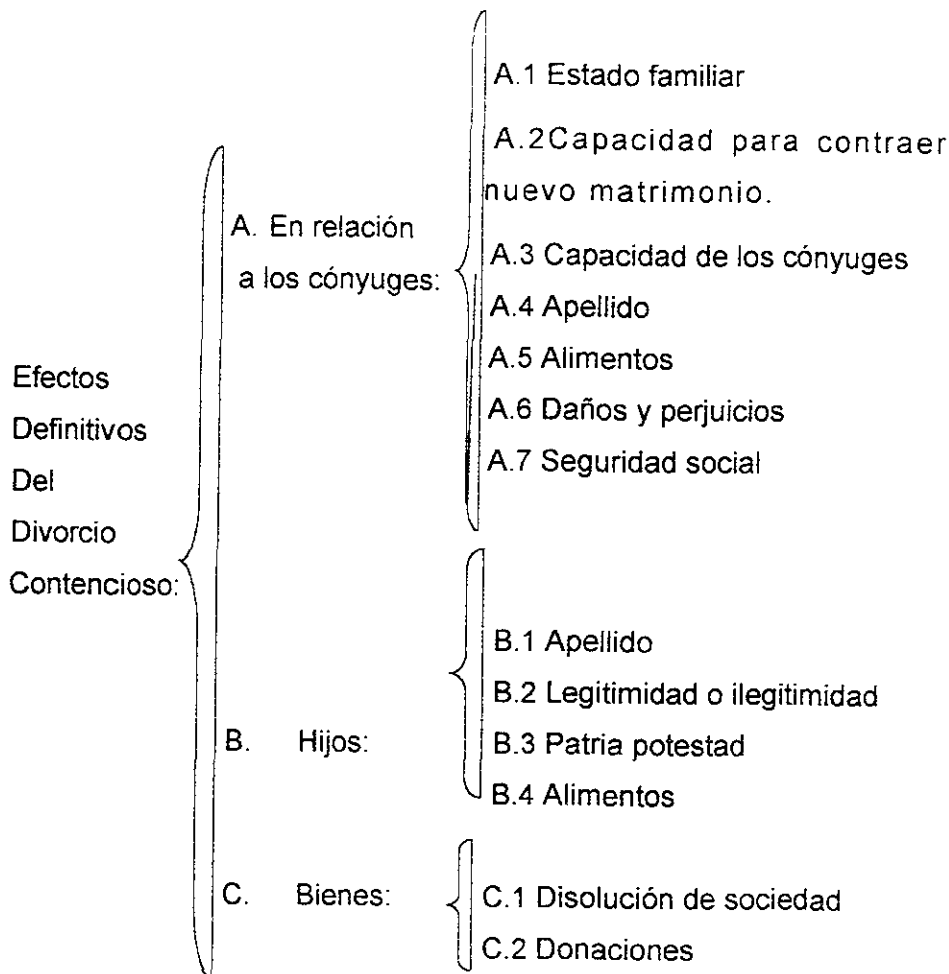 Efectos
Definitivos
Del
Divorcio
Contencioso:
A. En relación
a los cónyuges:
A.1 Estado familiar
A.2Capacidad para contraer
nuevo matrimonio.
A.3 Capacidad de los cónyuges
A.4 Apellido
A.5 Alimentos
A.6 Daños y perjuicios
A.7 Seguridad social
B. Hijos:
B.1 Apellido
B.2 Legitimidad o ilegitimidad
B.3 Patria potestad
B.4 Alimentos
C. Bienes:
C.1 Disolución de sociedad
C.2 Donaciones